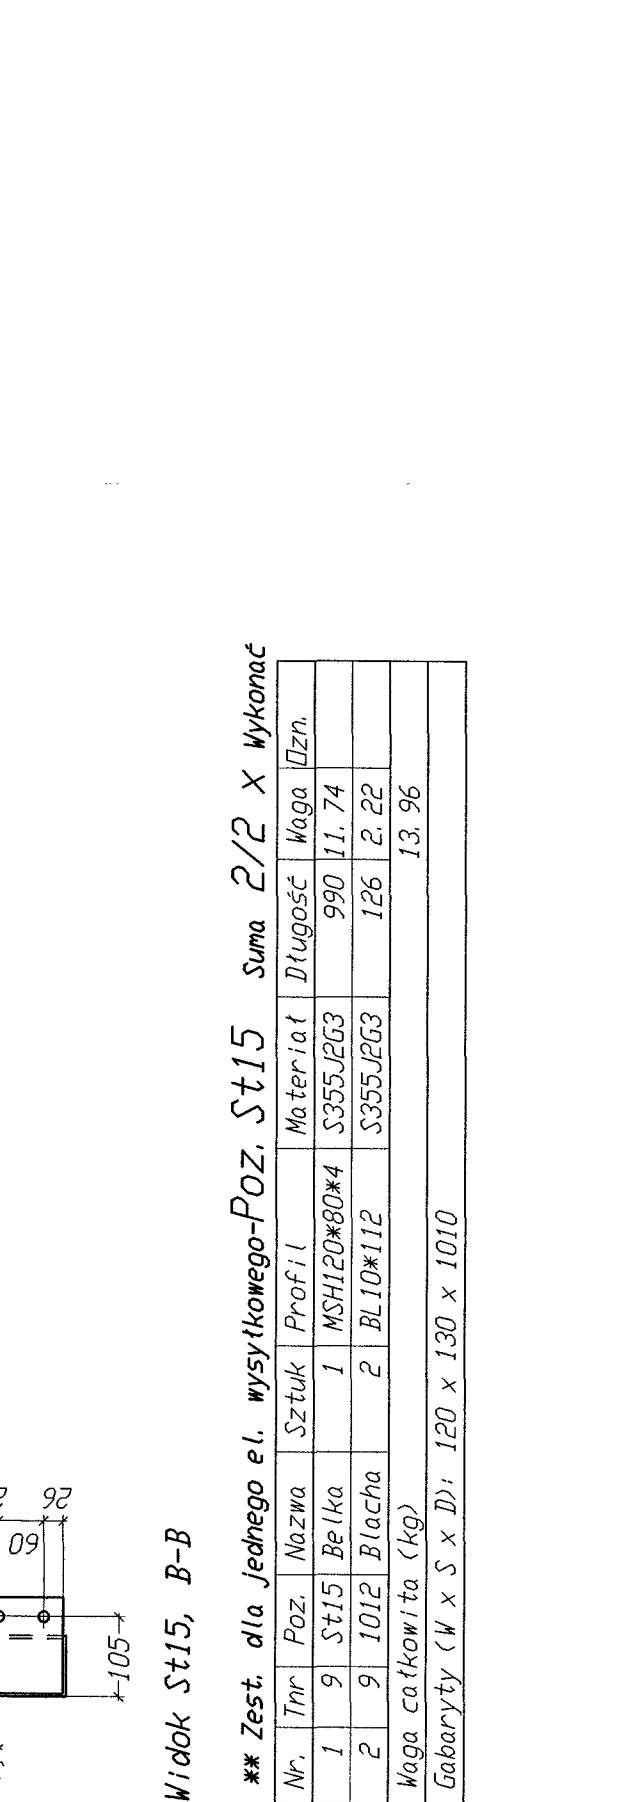 26
60
105
Widok St15, B-B
** Zest. dla jednego el. wysyłkowego-Poz. St15 Suma 2/2 x Wykonać
Nr. Tnr Poz. Nazwa Sztuk Profil Materiał Długość Waga Ozn.
1 9 St15 Belka 1 MSH120*80*4 S355J2G3 990 11.74
2 9 1012 Blacha 2 BL10*112 S355J2G3 126 2.22
Waga całkowita (kg) 13.96
Gabaryty (W x S x D): 120 x 130 x 1010